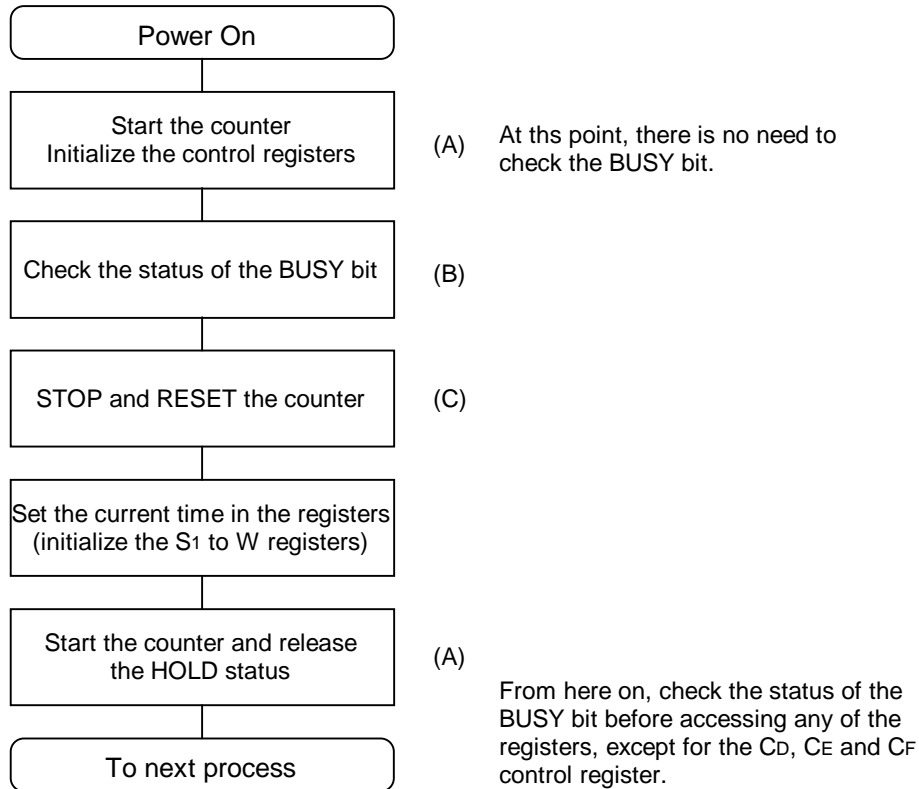 Power On
Start the counter
Initialize the control registers
(A)
At ths point, there is no need to
check the BUSY bit.
Check the status of the BUSY bit
(B)
STOP and RESET the counter
(C)
Set the current time in the registers
(initialize the S1 to W registers)
Start the counter and release
the HOLD status
(A)
From here on, check the status of the
BUSY bit before accessing any of the
registers, except for the CD, CE and CF
control register.
To next process